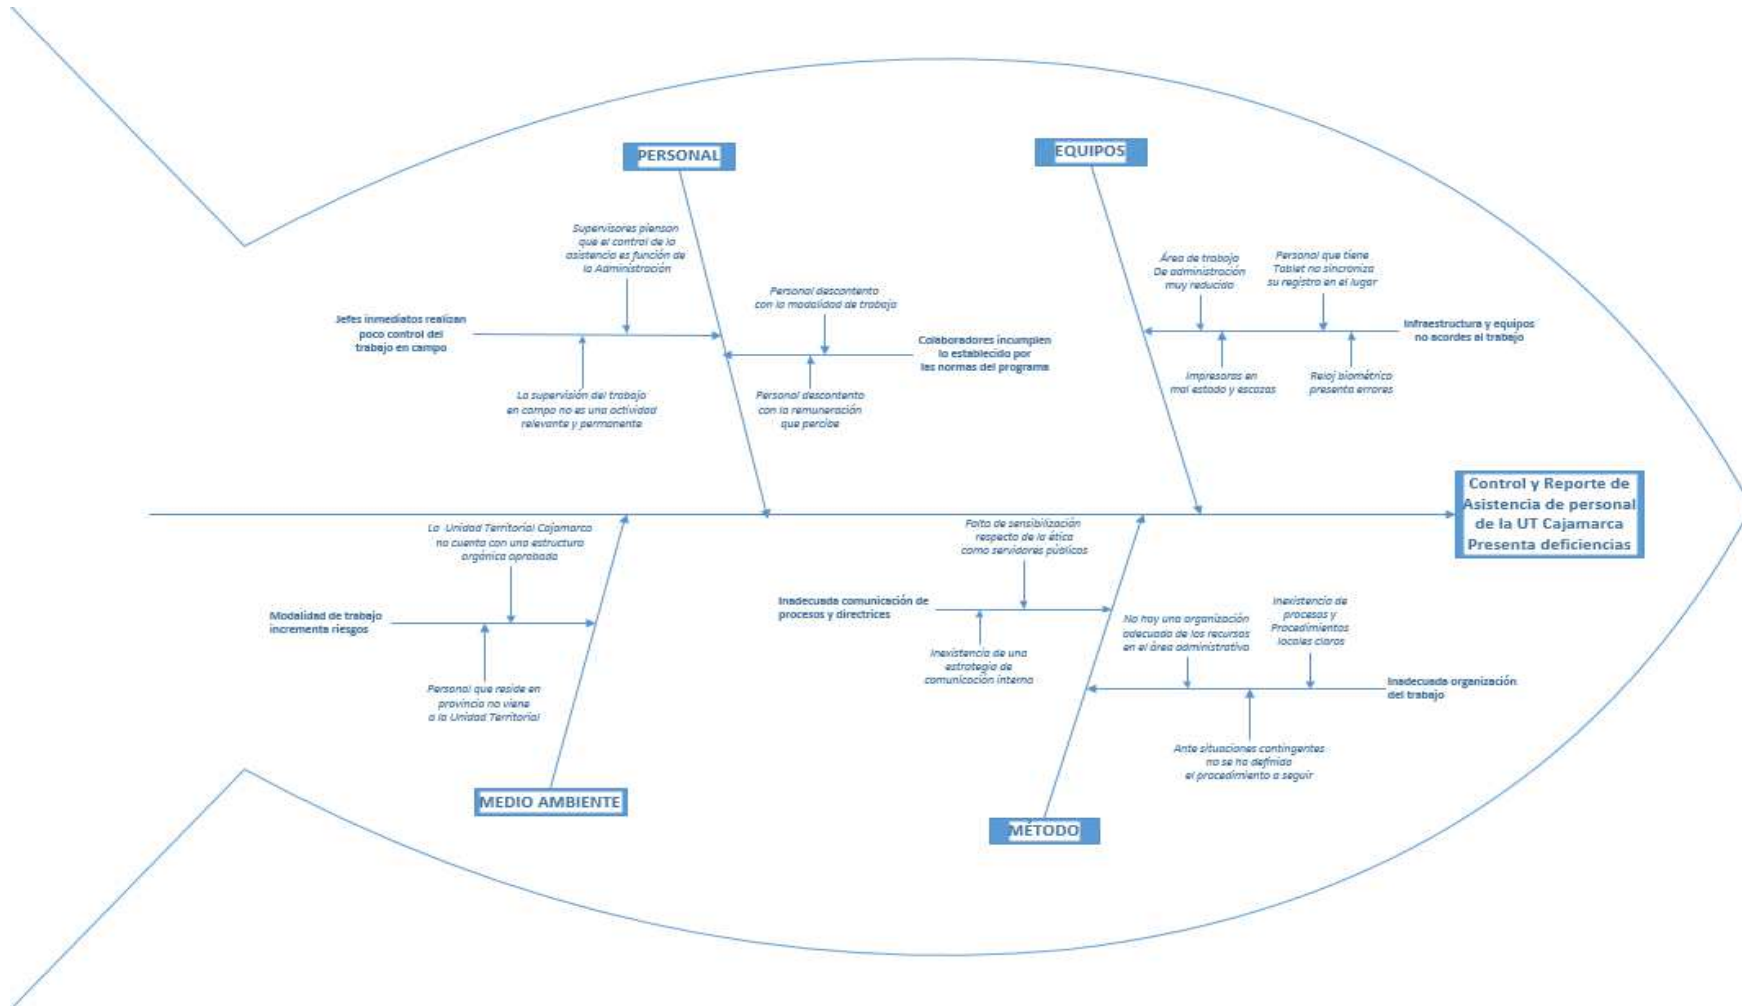 PERSONAL
EQUIPOS
Supervisores piensan
que el control de la
asistencia es función de
la Administración
Jefes inmediatos realizan
poco control del
trabajo en campo
La supervisión del trabajo
en campo no es una actividad
relevante y permanente
Personal descontento
con la modalidad de trabajo
Colaboradores incumplen
lo establecido por
las normas del programa
Personal descontento
con la remuneración
que percibe
Área de trabajo
De administración
muy reducida
Personal que tiene
Tablet no sincroniza
su registro en el lugar
Infraestructura y equipos
no acordes al trabajo
Impresoras en
mal estado y escazas
Reloj biométrico
presenta errores
Control y Reporte de
Asistencia de personal
de la UT Cajamarca
Presenta deficiencias
La Unidad Territorial Cajamarca
no cuenta con una estructura
orgánica aprobada
Modalidad de trabajo
incrementa riesgos
Personal que reside en
provincia no viene
a la Unidad Territorial
Falta de sensibilización
respecto de la ética
como servidores públicos
Inadecuada comunicación de
procesos y directrices
Inexistencia de una
estrategia de
comunicación interna
No hay una organización
adecuada de los recursos
en el área administrativa
Inexistencia de
procesos y
Procedimientos
locales claros
Inadecuada organización
del trabajo
Ante situaciones contingentes
no se ha definido
el procedimiento a seguir
MEDIO AMBIENTE
MÉTODO